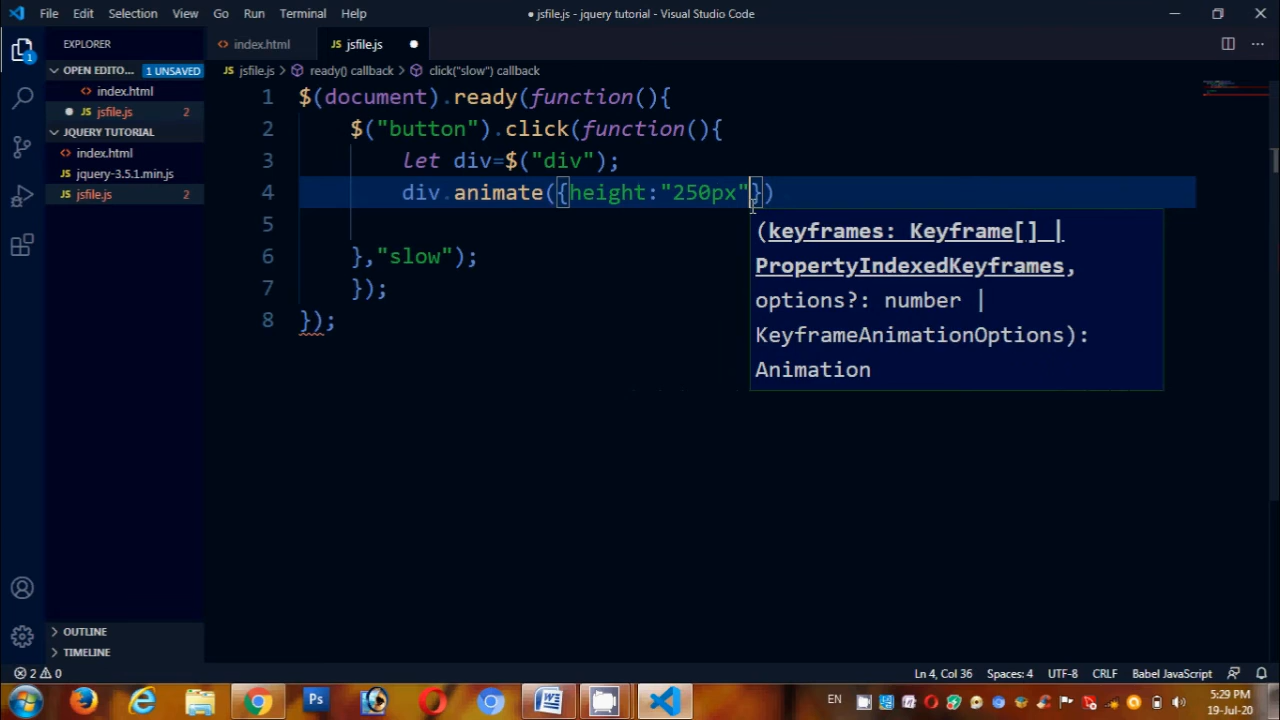 File Edit Selection View Go Run Terminal Help
● jsfile.js - jquery tutorial - Visual Studio Code
EXPLORER
index.html
JS jsfile.js ●
1
OPEN EDITO... 1 UNSAVED
index.html
JS jsfile.js 2
JQUERY TUTORIAL
index.html
JS jquery-3.5.1.min.js
JS jsfile.js 2
JS jsfile.js > ready() callback > click("slow") callback
1 $(document).ready(function(){
2 $("button").click(function(){
3 let div=$("div");
4 div.animate({height:"250px"})
5
6 },"slow");
7 });
8 });
(keyframes: Keyframe[] |
PropertyIndexedKeyframes,
options?: number |
KeyframeAnimationOptions):
Animation
OUTLINE
TIMELINE
2 0
Ln 4, Col 36 Spaces: 4 UTF-8 CRLF Babel JavaScript
Ps
EN
5:29 PM
19-Jul-20